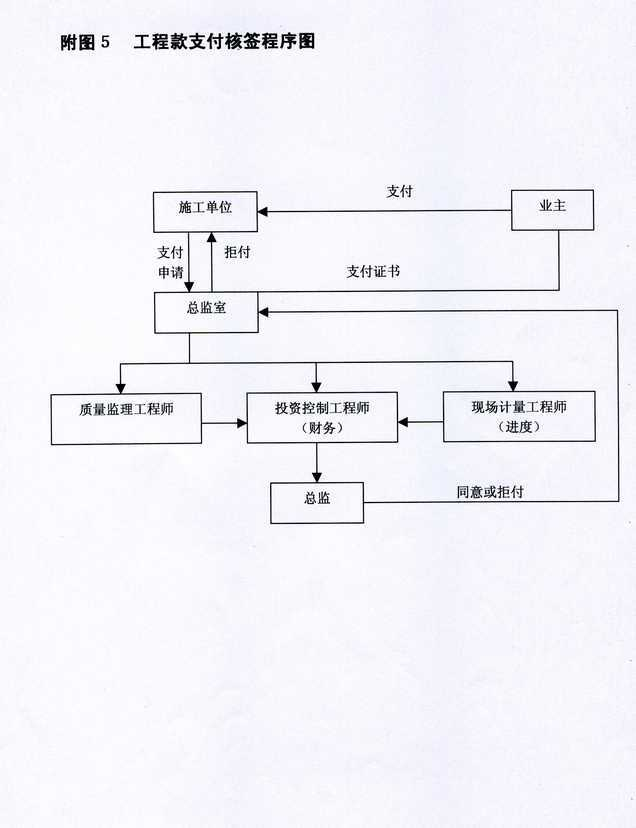 附图 5 工程款支付核签程序图
支付
施工单位
业主
支付
申请
拒付
支付证书
总监室
质量监理工程师
投资控制工程师
（财务）
现场计量工程师
（进度）
总监
同意或拒付